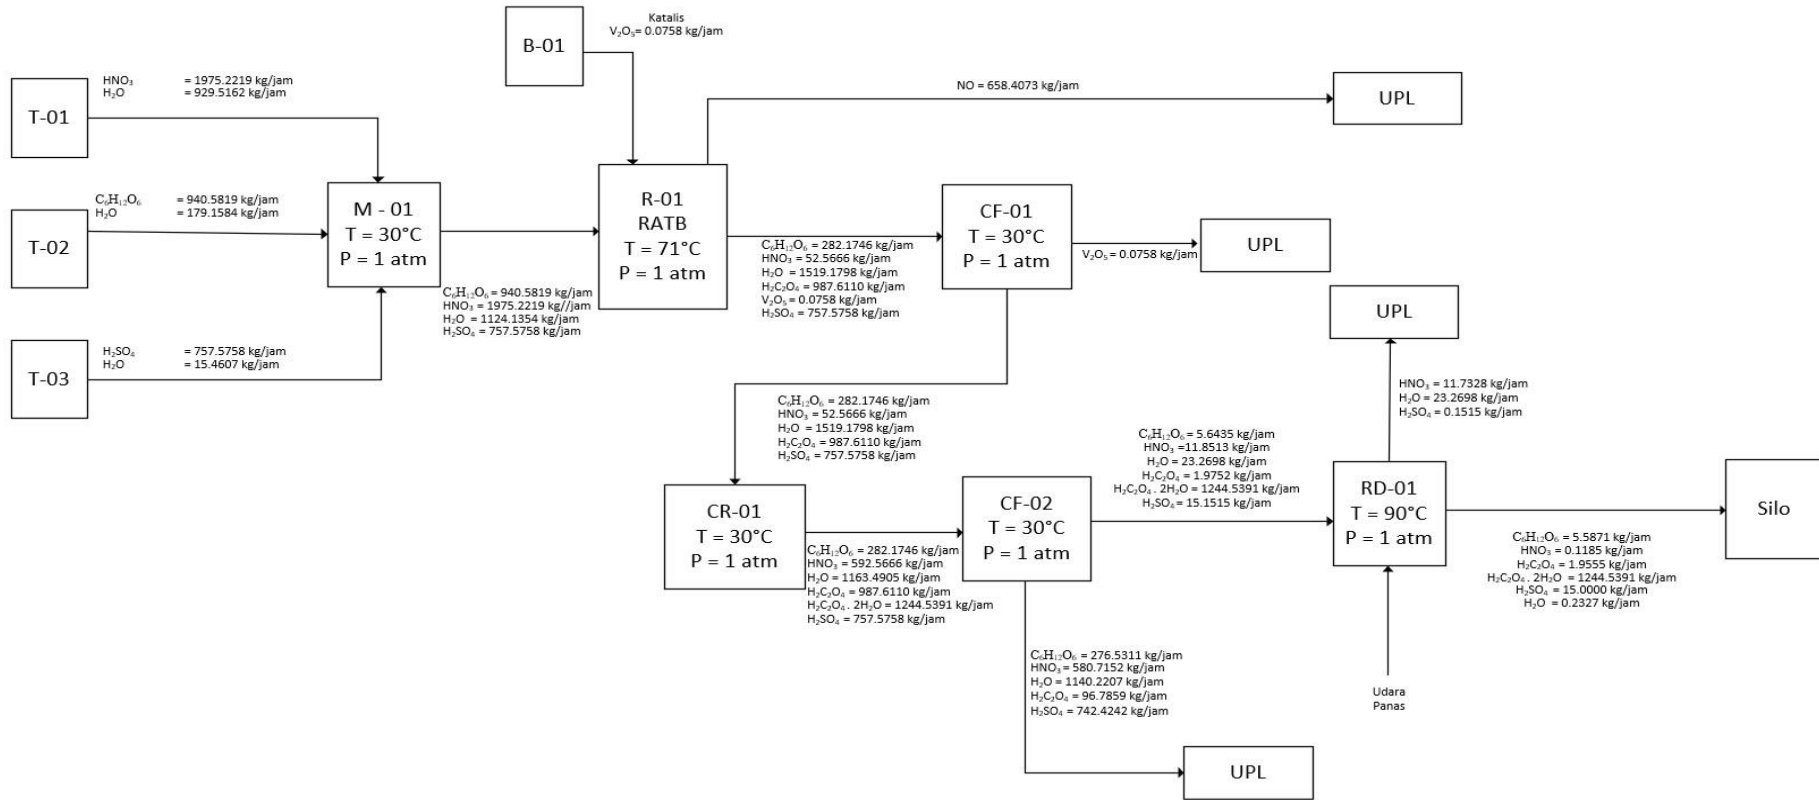 B-01
Katalis
V₂O₅= 0.0758 kg/jam
T-01
HNO₃ = 1975.2219 kg/jam
H₂O = 929.5162 kg/jam
NO = 658.4073 kg/jam
UPL
T-02
C₆H₁₂O₆ = 940.5819 kg/jam
H₂O = 179.1584 kg/jam
M - 01
T = 30°C
P = 1 atm
R-01
RATB
T = 71°C
P = 1 atm
CF-01
T = 30°C
P = 1 atm
UPL
V₂O₅ = 0.0758 kg/jam
C₆H₁₂O₆ = 282.1746 kg/jam
HNO₃ = 52.5666 kg/jam
H₂O = 1519.1798 kg/jam
H₂C₂O₄ = 987.6110 kg/jam
V₂O₅ = 0.0758 kg/jam
H₂SO₄ = 757.5758 kg/jam
C₆H₁₂O₆ = 940.5819 kg/jam
HNO₃ = 1975.2219 kg//jam
H₂O = 1124.1354 kg/jam
H₂SO₄ = 757.5758 kg/jam
T-03
H₂SO₄ = 757.5758 kg/jam
H₂O = 15.4607 kg/jam
UPL
HNO₃ = 11.7328 kg/jam
H₂O = 23.2698 kg/jam
H₂SO₄ = 0.1515 kg/jam
C₆H₁₂O₆ = 282.1746 kg/jam
HNO₃ = 52.5666 kg/jam
H₂O = 1519.1798 kg/jam
H₂C₂O₄ = 987.6110 kg/jam
H₂SO₄ = 757.5758 kg/jam
C₆H₁₂O₆ = 5.6435 kg/jam
HNO₃ =11.8513 kg/jam
H₂O = 23.2698 kg/jam
H₂C₂O₄ = 1.9752 kg/jam
H₂C₂O₄ . 2H₂O = 1244.5391 kg/jam
H₂SO₄ = 15.1515 kg/jam
CR-01
T = 30°C
P = 1 atm
CF-02
T = 30°C
P = 1 atm
RD-01
T = 90°C
P = 1 atm
Silo
C₆H₁₂O₆ = 282.1746 kg/jam
HNO₃ = 592.5666 kg/jam
H₂O = 1163.4905 kg/jam
H₂C₂O₄ = 987.6110 kg/jam
H₂C₂O₄ . 2H₂O = 1244.5391 kg/jam
H₂SO₄ = 757.5758 kg/jam
C₆H₁₂O₆ = 5.5871 kg/jam
HNO₃ = 0.1185 kg/jam
H₂C₂O₄ = 1.9555 kg/jam
H₂C₂O₄ . 2H₂O = 1244.5391 kg/jam
H₂SO₄ = 15.0000 kg/jam
H₂O = 0.2327 kg/jam
C₆H₁₂O₆ = 276.5311 kg/jam
HNO₃ = 580.7152 kg/jam
H₂O = 1140.2207 kg/jam
H₂C₂O₄ = 96.7859 kg/jam
H₂SO₄ = 742.4242 kg/jam
Udara
Panas
UPL